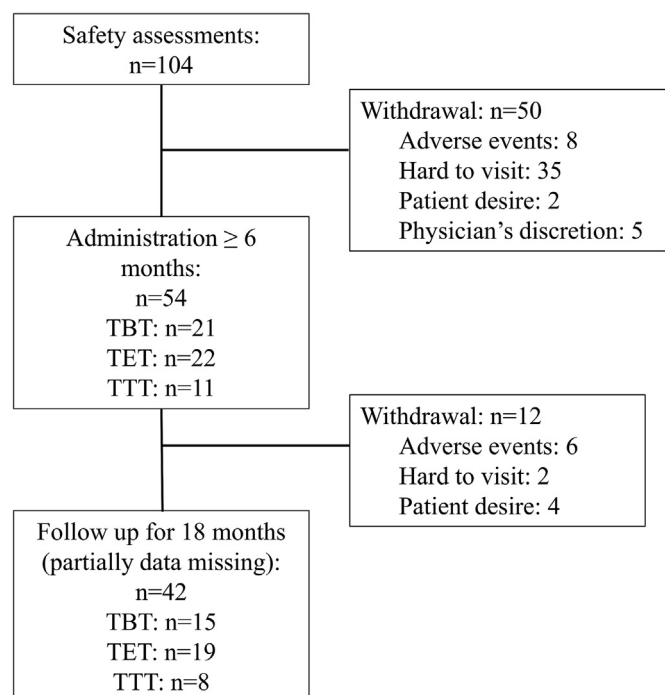 Safety assessments:
n=104
Withdrawal: n=50
Adverse events: 8
Hard to visit: 35
Patient desire: 2
Physician’s discretion: 5
Administration ≥ 6
months:
n=54
TBT: n=21
TET: n=22
TTT: n=11
Withdrawal: n=12
Adverse events: 6
Hard to visit: 2
Patient desire: 4
Follow up for 18 months
(partially data missing):
n=42
TBT: n=15
TET: n=19
TTT: n=8